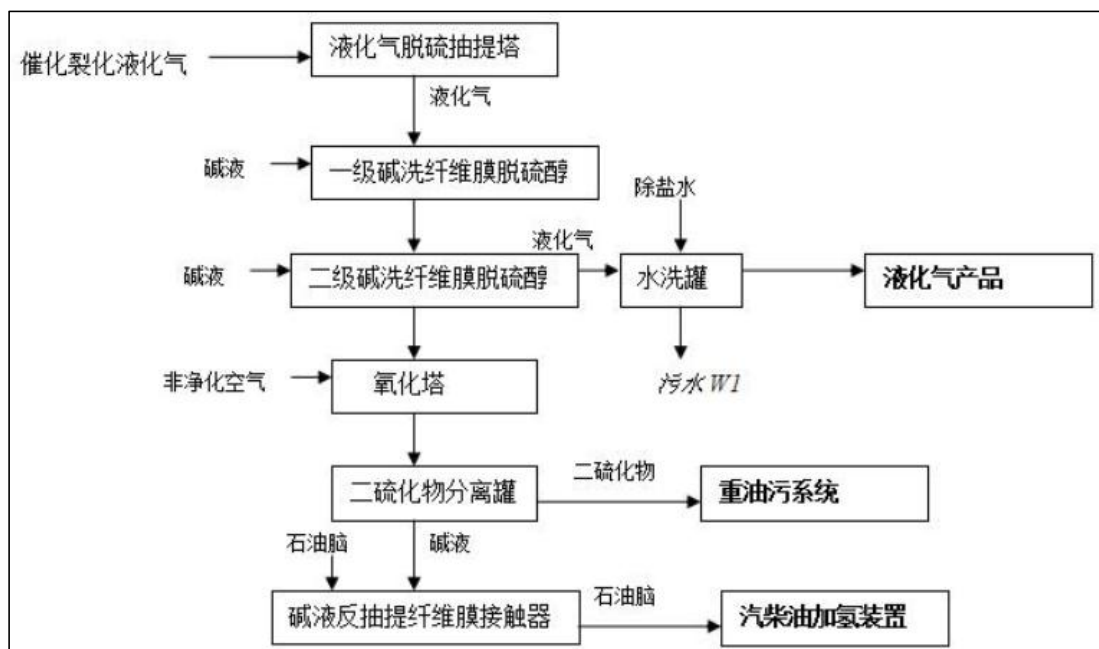 液化气脱硫抽提塔
催化裂化液化气
液化气
碱液
一级碱洗纤维膜脱硫醇
除盐水
液化气
碱液
二级碱洗纤维膜脱硫醇
水洗罐
液化气产品
非净化空气
氧化塔
污水W1
二硫化物
二硫化物分离罐
重油污系统
石油脑
碱液
石油脑
碱液反抽提纤维膜接触器
汽柴油加氢装置